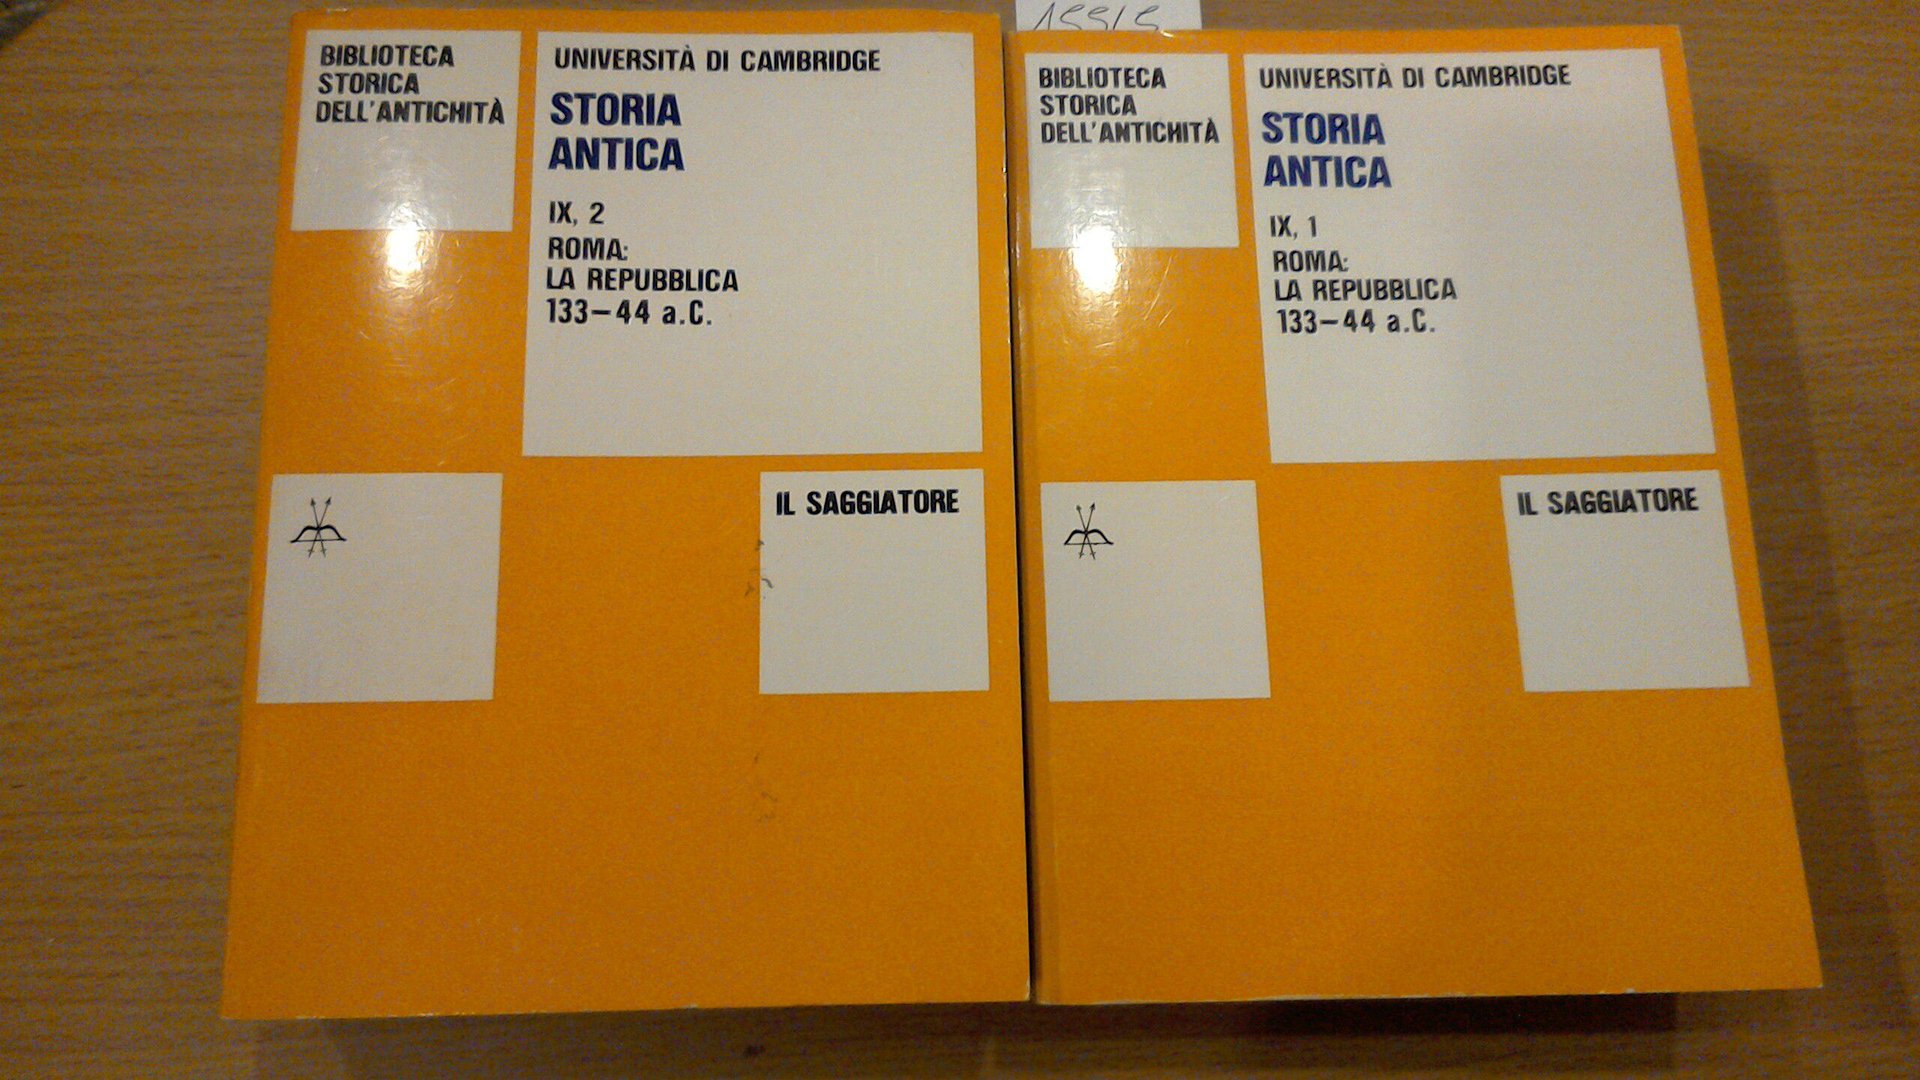 BIBLIOTECA
STORICA
DELL'ANTICHITÀ
UNIVERSITÀ DI CAMBRIDGE
STORIA
ANTICA
IX, 2
ROMA:
LA REPUBBLICA
133–44 a.C.
IL SAGGIATORE
BIBLIOTECA
STORICA
DELL'ANTICHITÀ
UNIVERSITÀ DI CAMBRIDGE
STORIA
ANTICA
IX, 1
ROMA:
LA REPUBBLICA
133–44 a.C.
IL SAGGIATORE